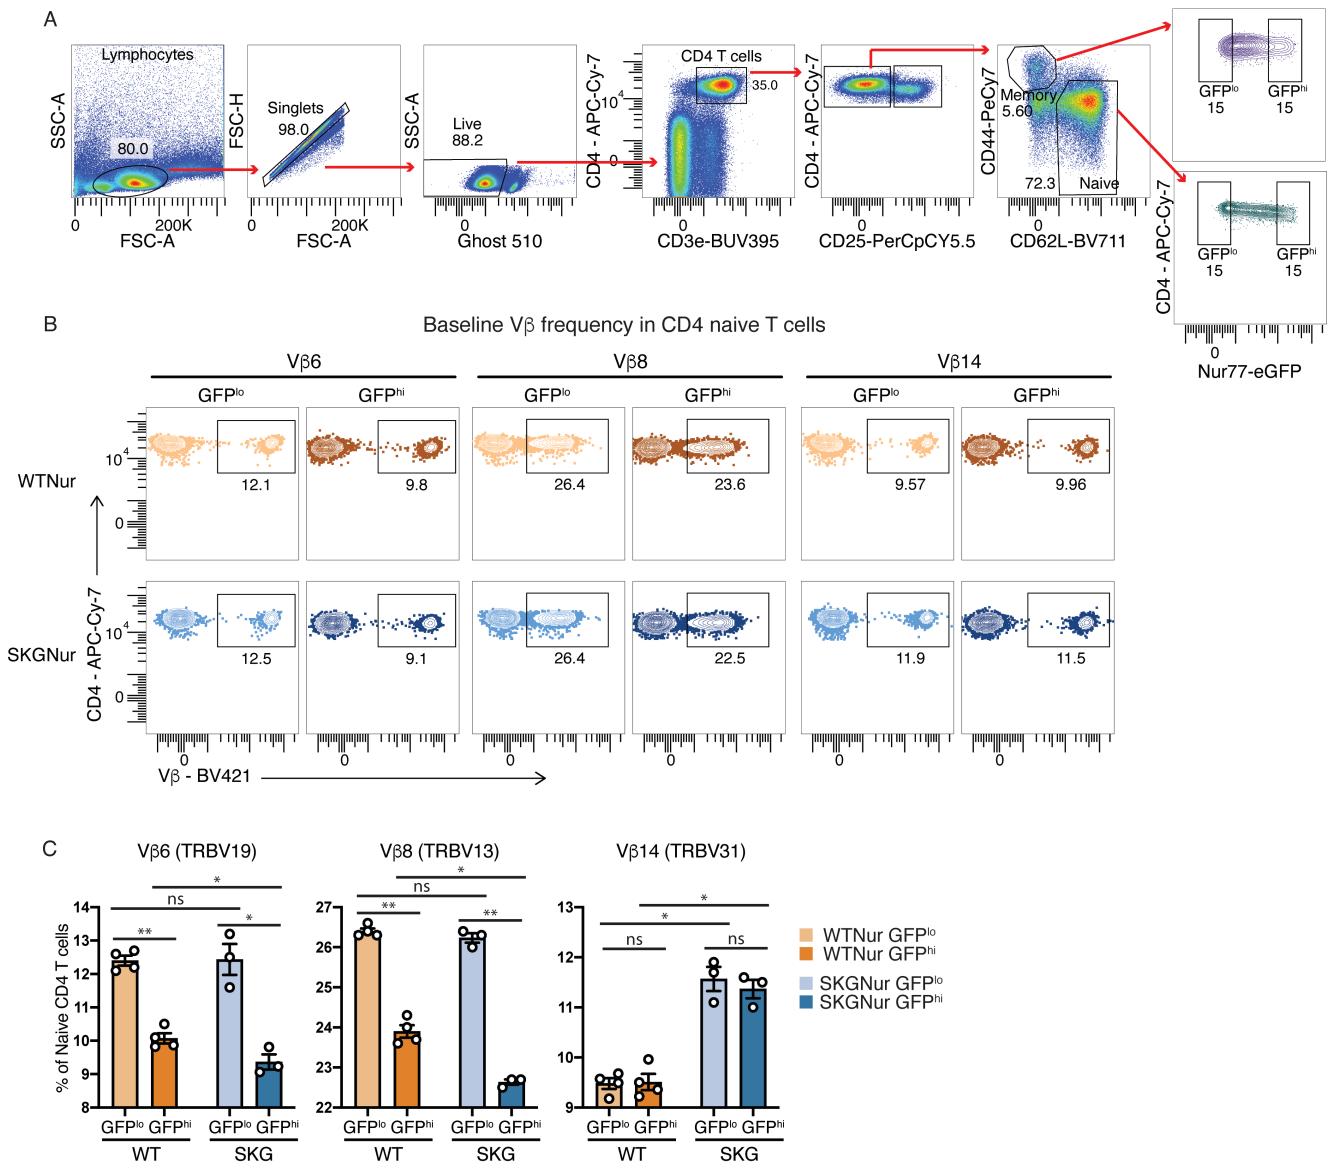 A
Lymphocytes
80.0
SSC-A
0 200K
FSC-A
Singlets
98.0
FSC-H
0 200K
FSC-A
Live
88.2
SSC-A
0
Ghost 510
CD4 T cells
35.0
10⁴
0
CD4 - APC-Cy-7
0
CD3e-BUV395
CD4 - APC-Cy-7
0
CD25-PerCpCY5.5
Memory
5.60
72.3 Naive
CD44-PeCy7
0
CD62L-BV711
GFPˡᵒ GFPʰⁱ
15 15
GFPˡᵒ GFPʰⁱ
15 15
CD4 - APC-Cy-7
0
Nur77-eGFP
B
Baseline Vβ frequency in CD4 naive T cells
Vβ6 Vβ8 Vβ14
GFPˡᵒ GFPʰⁱ GFPˡᵒ GFPʰⁱ GFPˡᵒ GFPʰⁱ
WTNur
10⁴
0
12.1 9.8 26.4 23.6 9.57 9.96
SKGNur
10⁴
0
12.5 9.1 26.4 22.5 11.9 11.5
CD4 - APC-Cy-7
0 0 0 0 0 0
Vβ - BV421
C
Vβ6 (TRBV19)
*
ns
** *
% of Naive CD4 T cells
14
13
12
11
10
9
8
GFPˡᵒ GFPʰⁱ GFPˡᵒ GFPʰⁱ
WT SKG
Vβ8 (TRBV13)
*
ns
** **
27
26
25
24
23
22
GFPˡᵒ GFPʰⁱ GFPˡᵒ GFPʰⁱ
WT SKG
Vβ14 (TRBV31)
*
*
ns ns
13
12
11
10
9
GFPˡᵒ GFPʰⁱ GFPˡᵒ GFPʰⁱ
WT SKG
WTNur GFPˡᵒ
WTNur GFPʰⁱ
SKGNur GFPˡᵒ
SKGNur GFPʰⁱ